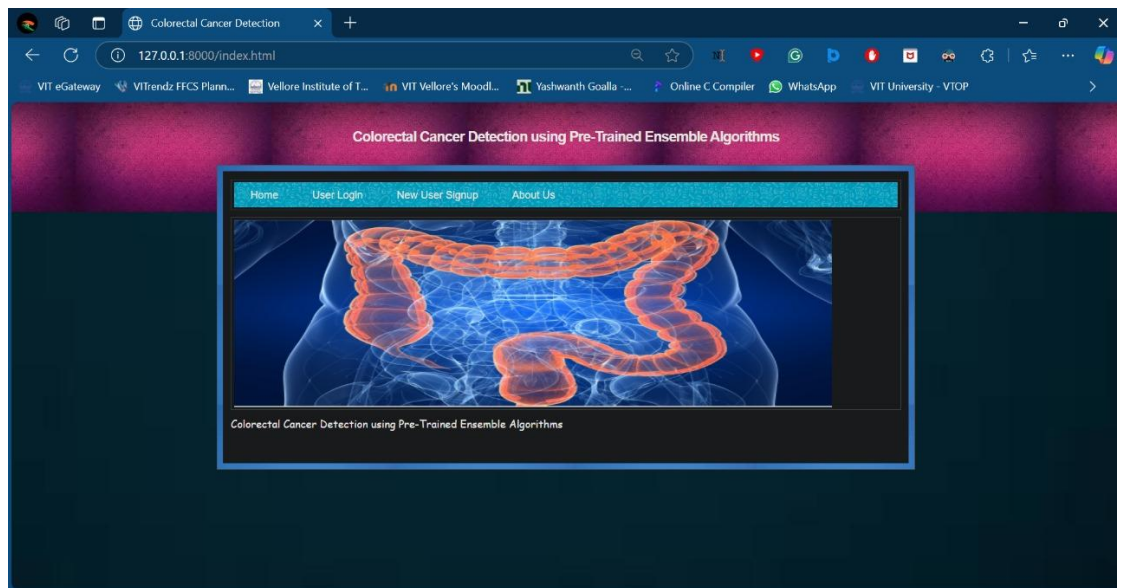 Colorectal Cancer Detection
127.0.0.1:8000/index.html
VIT eGateway VITrendz FFCS Plann... Vellore Institute of T... VIT Vellore's Moodl... Yashwanth Goalla -... Online C Compiler WhatsApp VIT University - VTOP
Colorectal Cancer Detection using Pre-Trained Ensemble Algorithms
Home User Login New User Signup About Us
Colorectal Cancer Detection using Pre-Trained Ensemble Algorithms